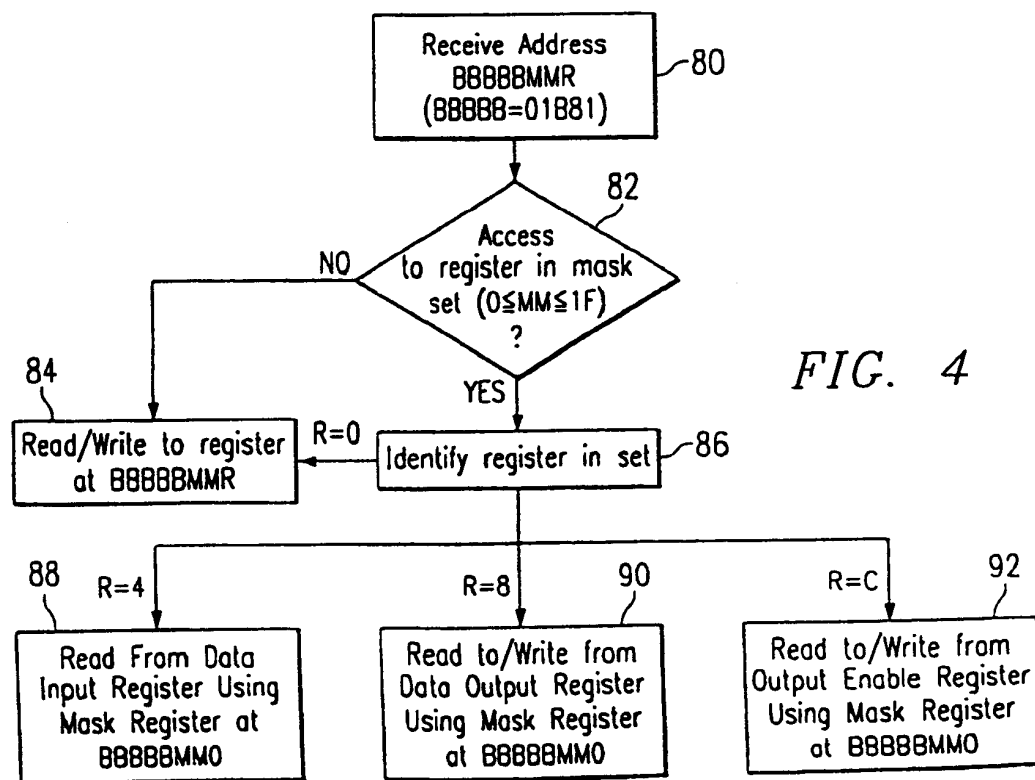 Receive Address
BBBBBMMR
(BBBBB=01B81)
80
82
Access
to register in mask
set (0≦MM≦1F)
?
NO
YES
FIG. 4
84
Read/Write to register
at BBBBBMMR
R=0
Identify register in set
86
88
R=4
R=8
90
R=C
92
Read From Data
Input Register Using
Mask Register at
BBBBBMM0
Read to/Write from
Data Output Register
Using Mask Register
at BBBBBMM0
Read to/Write from
Output Enable Register
Using Mask Register
at BBBBBMM0